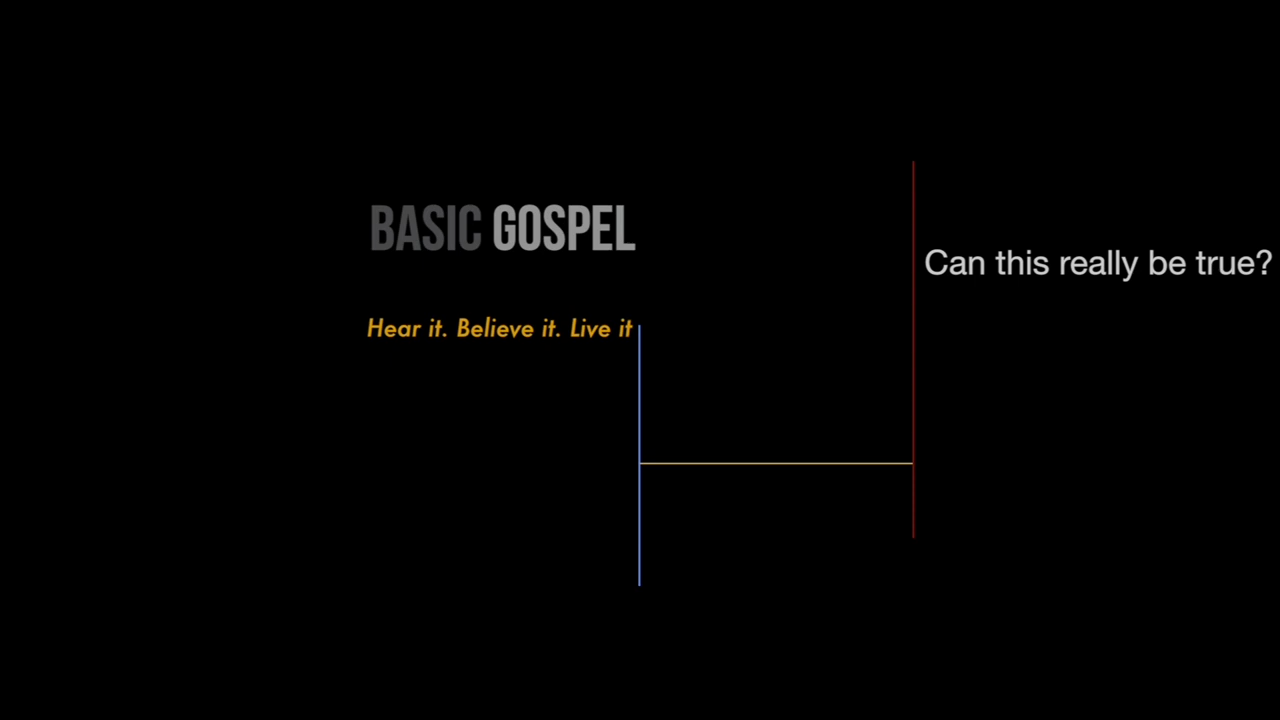 BASIC GOSPEL
Hear it. Believe it. Live it
Can this really be true?